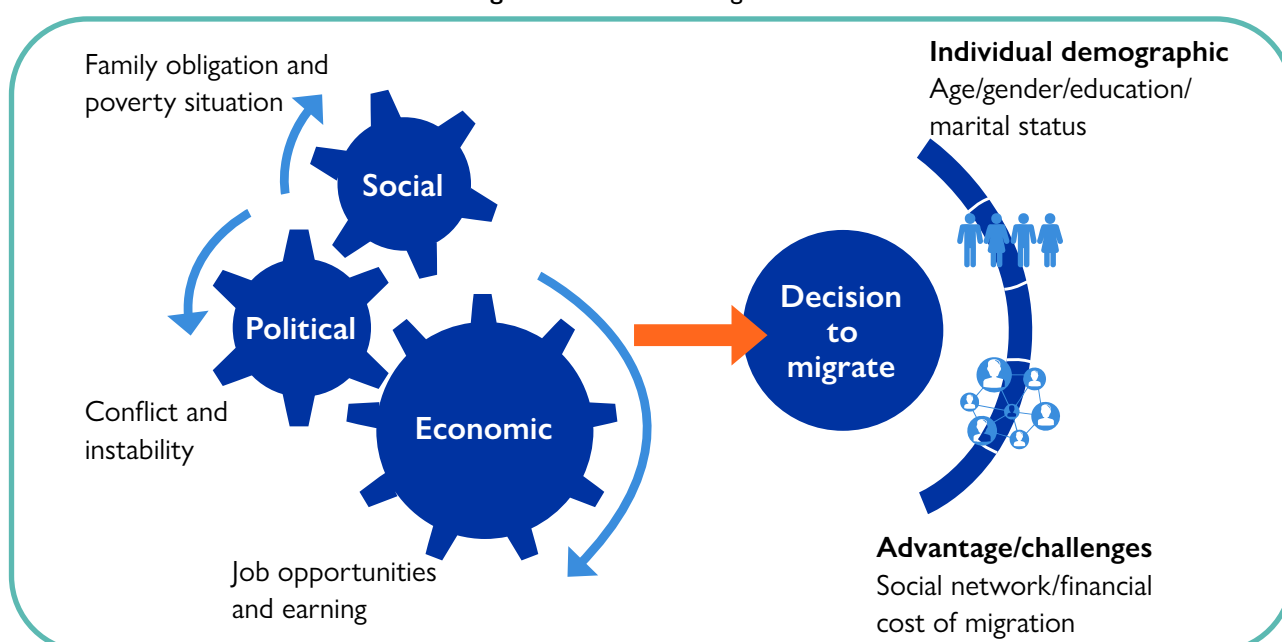 Family obligation and
poverty situation
Social
Political
Conflict and
instability
Economic
Job opportunities
and earning
Decision
to
migrate
Individual demographic
Age/gender/education/
marital status
Advantage/challenges
Social network/financial
cost of migration